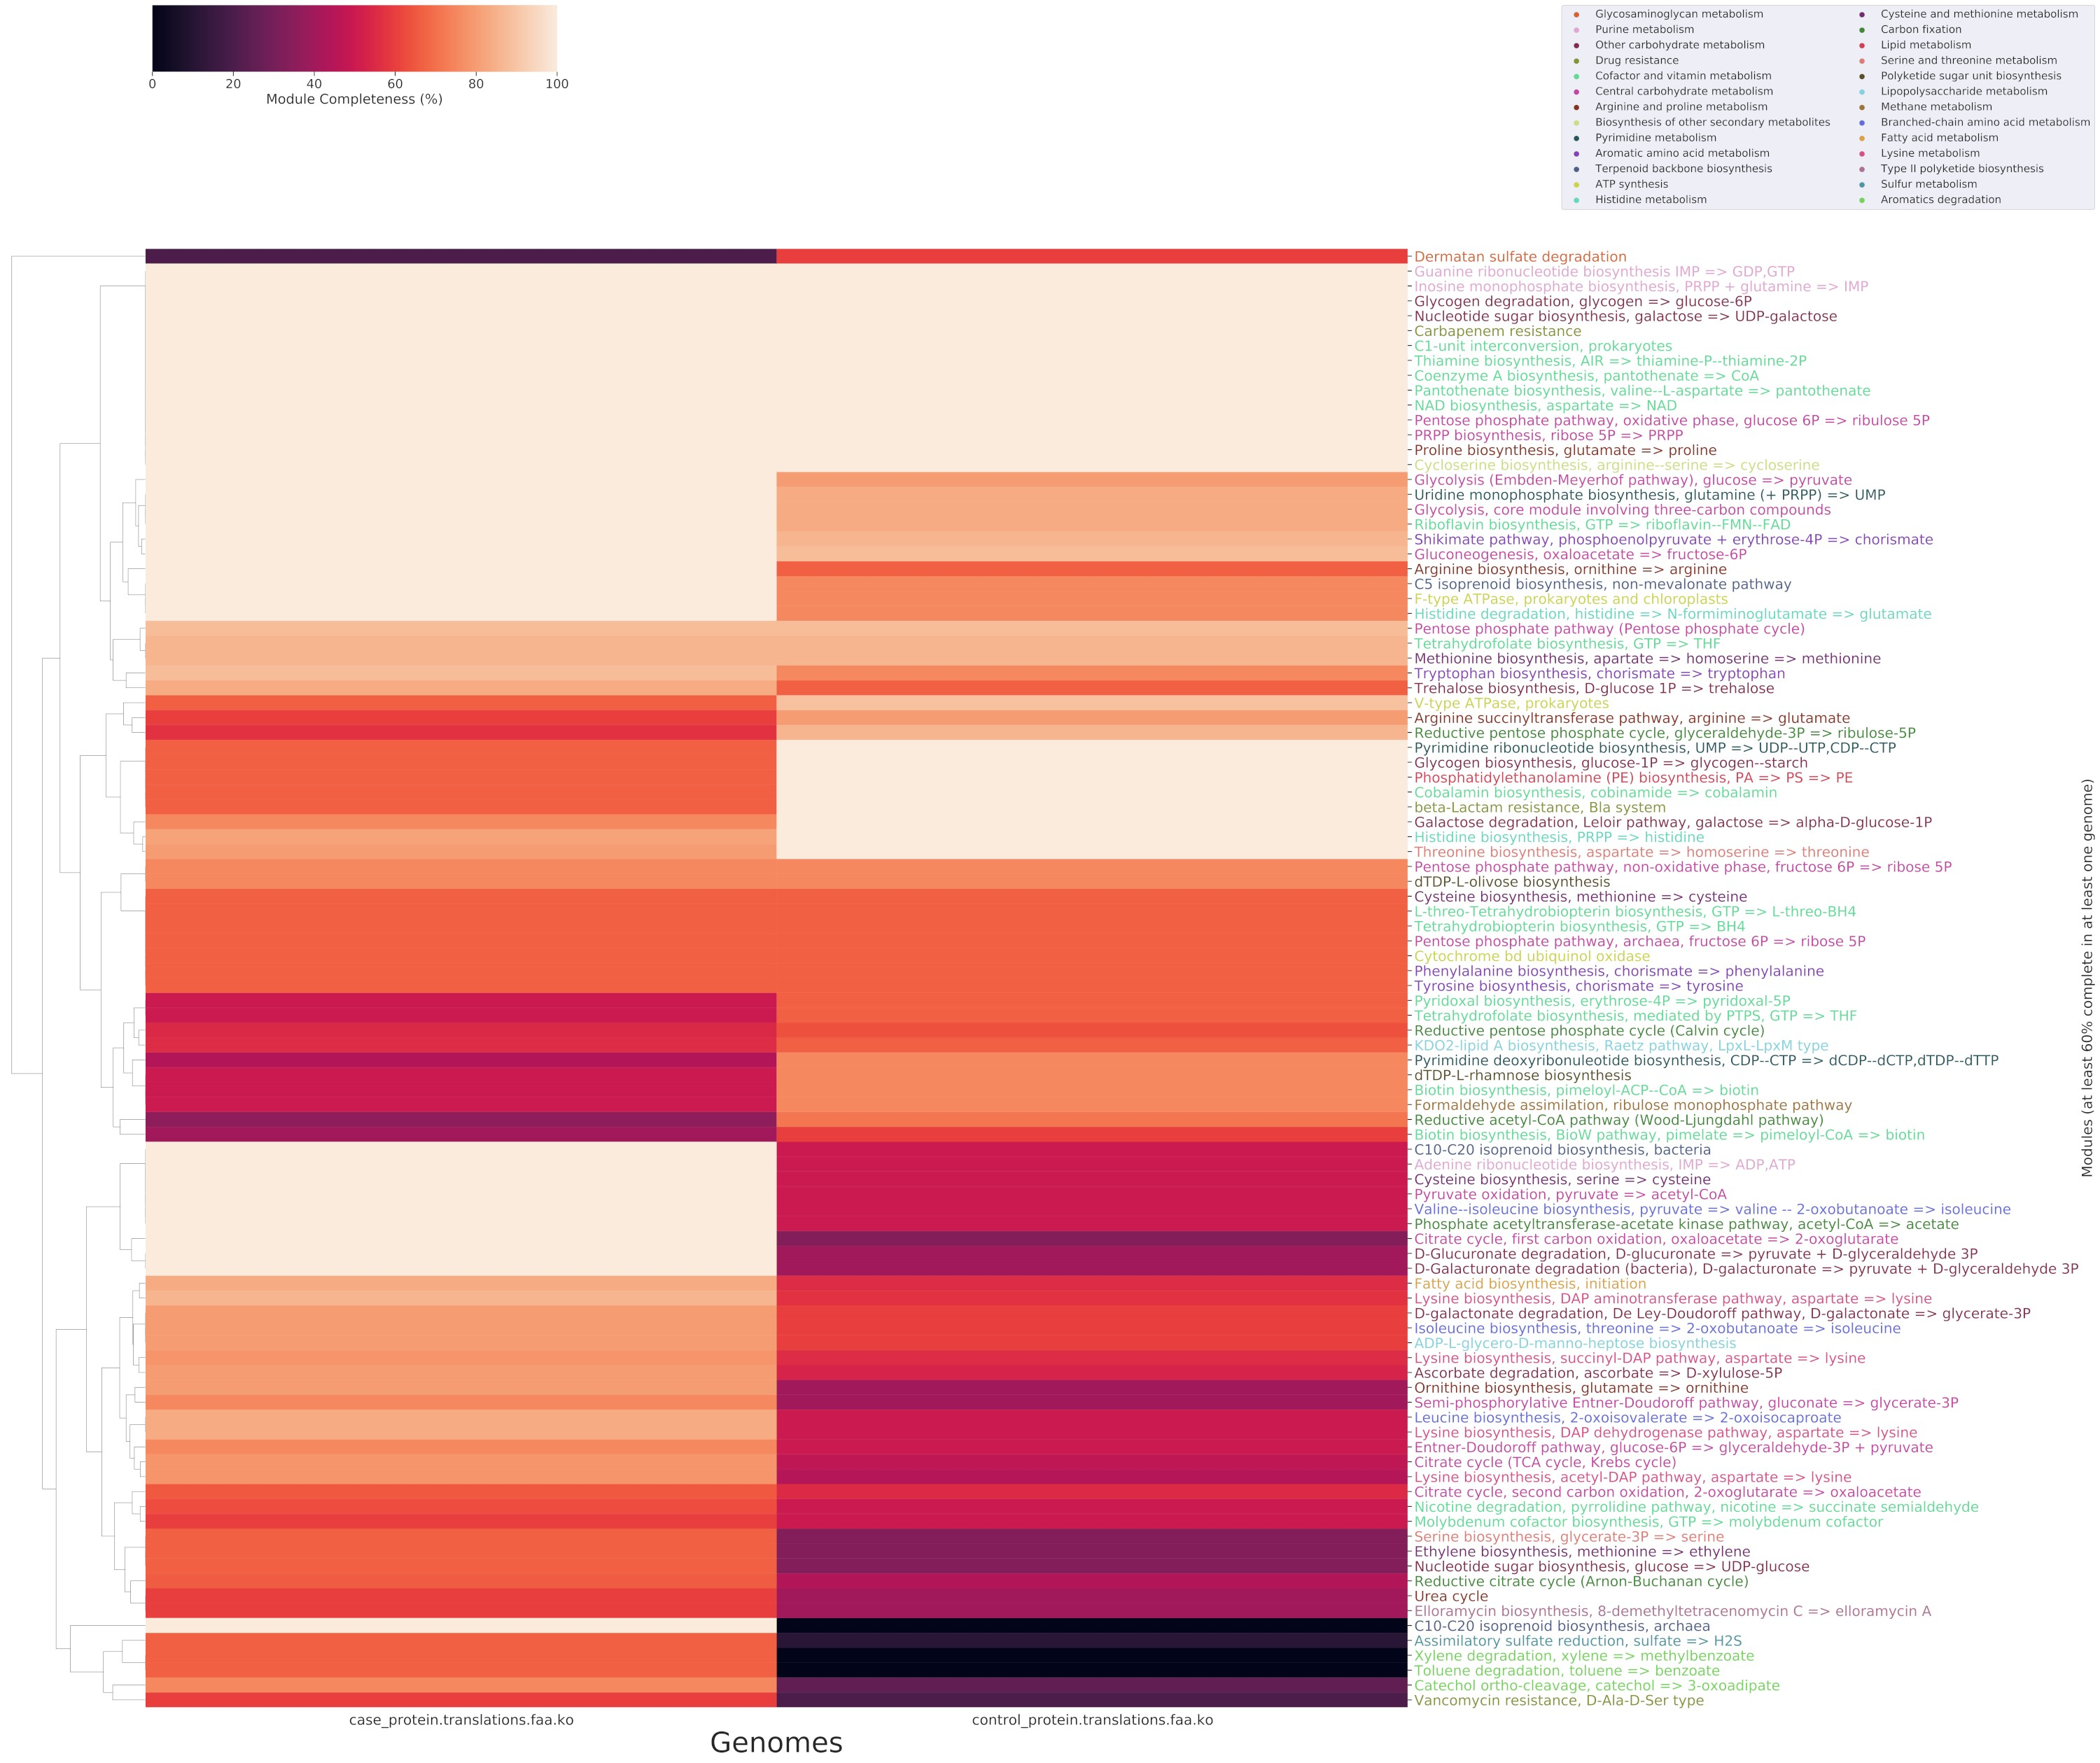 0 20 40 60 80 100
Module Completeness (%)
Glycosaminoglycan metabolism
Purine metabolism
Other carbohydrate metabolism
Drug resistance
Cofactor and vitamin metabolism
Central carbohydrate metabolism
Arginine and proline metabolism
Biosynthesis of other secondary metabolites
Pyrimidine metabolism
Aromatic amino acid metabolism
Terpenoid backbone biosynthesis
ATP synthesis
Histidine metabolism
Cysteine and methionine metabolism
Carbon fixation
Lipid metabolism
Serine and threonine metabolism
Polyketide sugar unit biosynthesis
Lipopolysaccharide metabolism
Methane metabolism
Branched-chain amino acid metabolism
Fatty acid metabolism
Lysine metabolism
Type II polyketide biosynthesis
Sulfur metabolism
Aromatics degradation
Dermatan sulfate degradation
Guanine ribonucleotide biosynthesis IMP => GDP,GTP
Inosine monophosphate biosynthesis, PRPP + glutamine => IMP
Glycogen degradation, glycogen => glucose-6P
Nucleotide sugar biosynthesis, galactose => UDP-galactose
Carbapenem resistance
C1-unit interconversion, prokaryotes
Thiamine biosynthesis, AIR => thiamine-P--thiamine-2P
Coenzyme A biosynthesis, pantothenate => CoA
Pantothenate biosynthesis, valine--L-aspartate => pantothenate
NAD biosynthesis, aspartate => NAD
Pentose phosphate pathway, oxidative phase, glucose 6P => ribulose 5P
PRPP biosynthesis, ribose 5P => PRPP
Proline biosynthesis, glutamate => proline
Cycloserine biosynthesis, arginine--serine => cycloserine
Glycolysis (Embden-Meyerhof pathway), glucose => pyruvate
Uridine monophosphate biosynthesis, glutamine (+ PRPP) => UMP
Glycolysis, core module involving three-carbon compounds
Riboflavin biosynthesis, GTP => riboflavin--FMN--FAD
Shikimate pathway, phosphoenolpyruvate + erythrose-4P => chorismate
Gluconeogenesis, oxaloacetate => fructose-6P
Arginine biosynthesis, ornithine => arginine
C5 isoprenoid biosynthesis, non-mevalonate pathway
F-type ATPase, prokaryotes and chloroplasts
Histidine degradation, histidine => N-formiminoglutamate => glutamate
Pentose phosphate pathway (Pentose phosphate cycle)
Tetrahydrofolate biosynthesis, GTP => THF
Methionine biosynthesis, apartate => homoserine => methionine
Tryptophan biosynthesis, chorismate => tryptophan
Trehalose biosynthesis, D-glucose 1P => trehalose
V-type ATPase, prokaryotes
Arginine succinyltransferase pathway, arginine => glutamate
Reductive pentose phosphate cycle, glyceraldehyde-3P => ribulose-5P
Pyrimidine ribonucleotide biosynthesis, UMP => UDP--UTP,CDP--CTP
Glycogen biosynthesis, glucose-1P => glycogen--starch
Phosphatidylethanolamine (PE) biosynthesis, PA => PS => PE
Cobalamin biosynthesis, cobinamide => cobalamin
beta-Lactam resistance, Bla system
Galactose degradation, Leloir pathway, galactose => alpha-D-glucose-1P
Histidine biosynthesis, PRPP => histidine
Threonine biosynthesis, aspartate => homoserine => threonine
Pentose phosphate pathway, non-oxidative phase, fructose 6P => ribose 5P
dTDP-L-olivose biosynthesis
Cysteine biosynthesis, methionine => cysteine
L-threo-Tetrahydrobiopterin biosynthesis, GTP => L-threo-BH4
Tetrahydrobiopterin biosynthesis, GTP => BH4
Pentose phosphate pathway, archaea, fructose 6P => ribose 5P
Cytochrome bd ubiquinol oxidase
Phenylalanine biosynthesis, chorismate => phenylalanine
Tyrosine biosynthesis, chorismate => tyrosine
Pyridoxal biosynthesis, erythrose-4P => pyridoxal-5P
Tetrahydrofolate biosynthesis, mediated by PTPS, GTP => THF
Reductive pentose phosphate cycle (Calvin cycle)
KDO2-lipid A biosynthesis, Raetz pathway, LpxL-LpxM type
Pyrimidine deoxyribonuleotide biosynthesis, CDP--CTP => dCDP--dCTP,dTDP--dTTP
dTDP-L-rhamnose biosynthesis
Biotin biosynthesis, pimeloyl-ACP--CoA => biotin
Formaldehyde assimilation, ribulose monophosphate pathway
Reductive acetyl-CoA pathway (Wood-Ljungdahl pathway)
Biotin biosynthesis, BioW pathway, pimelate => pimeloyl-CoA => biotin
C10-C20 isoprenoid biosynthesis, bacteria
Adenine ribonucleotide biosynthesis, IMP => ADP,ATP
Cysteine biosynthesis, serine => cysteine
Pyruvate oxidation, pyruvate => acetyl-CoA
Valine--isoleucine biosynthesis, pyruvate => valine -- 2-oxobutanoate => isoleucine
Phosphate acetyltransferase-acetate kinase pathway, acetyl-CoA => acetate
Citrate cycle, first carbon oxidation, oxaloacetate => 2-oxoglutarate
D-Glucuronate degradation, D-glucuronate => pyruvate + D-glyceraldehyde 3P
D-Galacturonate degradation (bacteria), D-galacturonate => pyruvate + D-glyceraldehyde 3P
Fatty acid biosynthesis, initiation
Lysine biosynthesis, DAP aminotransferase pathway, aspartate => lysine
D-galactonate degradation, De Ley-Doudoroff pathway, D-galactonate => glycerate-3P
Isoleucine biosynthesis, threonine => 2-oxobutanoate => isoleucine
ADP-L-glycero-D-manno-heptose biosynthesis
Lysine biosynthesis, succinyl-DAP pathway, aspartate => lysine
Ascorbate degradation, ascorbate => D-xylulose-5P
Ornithine biosynthesis, glutamate => ornithine
Semi-phosphorylative Entner-Doudoroff pathway, gluconate => glycerate-3P
Leucine biosynthesis, 2-oxoisovalerate => 2-oxoisocaproate
Lysine biosynthesis, DAP dehydrogenase pathway, aspartate => lysine
Entner-Doudoroff pathway, glucose-6P => glyceraldehyde-3P + pyruvate
Citrate cycle (TCA cycle, Krebs cycle)
Lysine biosynthesis, acetyl-DAP pathway, aspartate => lysine
Citrate cycle, second carbon oxidation, 2-oxoglutarate => oxaloacetate
Nicotine degradation, pyrrolidine pathway, nicotine => succinate semialdehyde
Molybdenum cofactor biosynthesis, GTP => molybdenum cofactor
Serine biosynthesis, glycerate-3P => serine
Ethylene biosynthesis, methionine => ethylene
Nucleotide sugar biosynthesis, glucose => UDP-glucose
Reductive citrate cycle (Arnon-Buchanan cycle)
Urea cycle
Elloramycin biosynthesis, 8-demethyltetracenomycin C => elloramycin A
C10-C20 isoprenoid biosynthesis, archaea
Assimilatory sulfate reduction, sulfate => H2S
Xylene degradation, xylene => methylbenzoate
Toluene degradation, toluene => benzoate
Catechol ortho-cleavage, catechol => 3-oxoadipate
Vancomycin resistance, D-Ala-D-Ser type
Modules (at least 60% complete in at least one genome)
case_protein.translations.faa.ko
control_protein.translations.faa.ko
Genomes